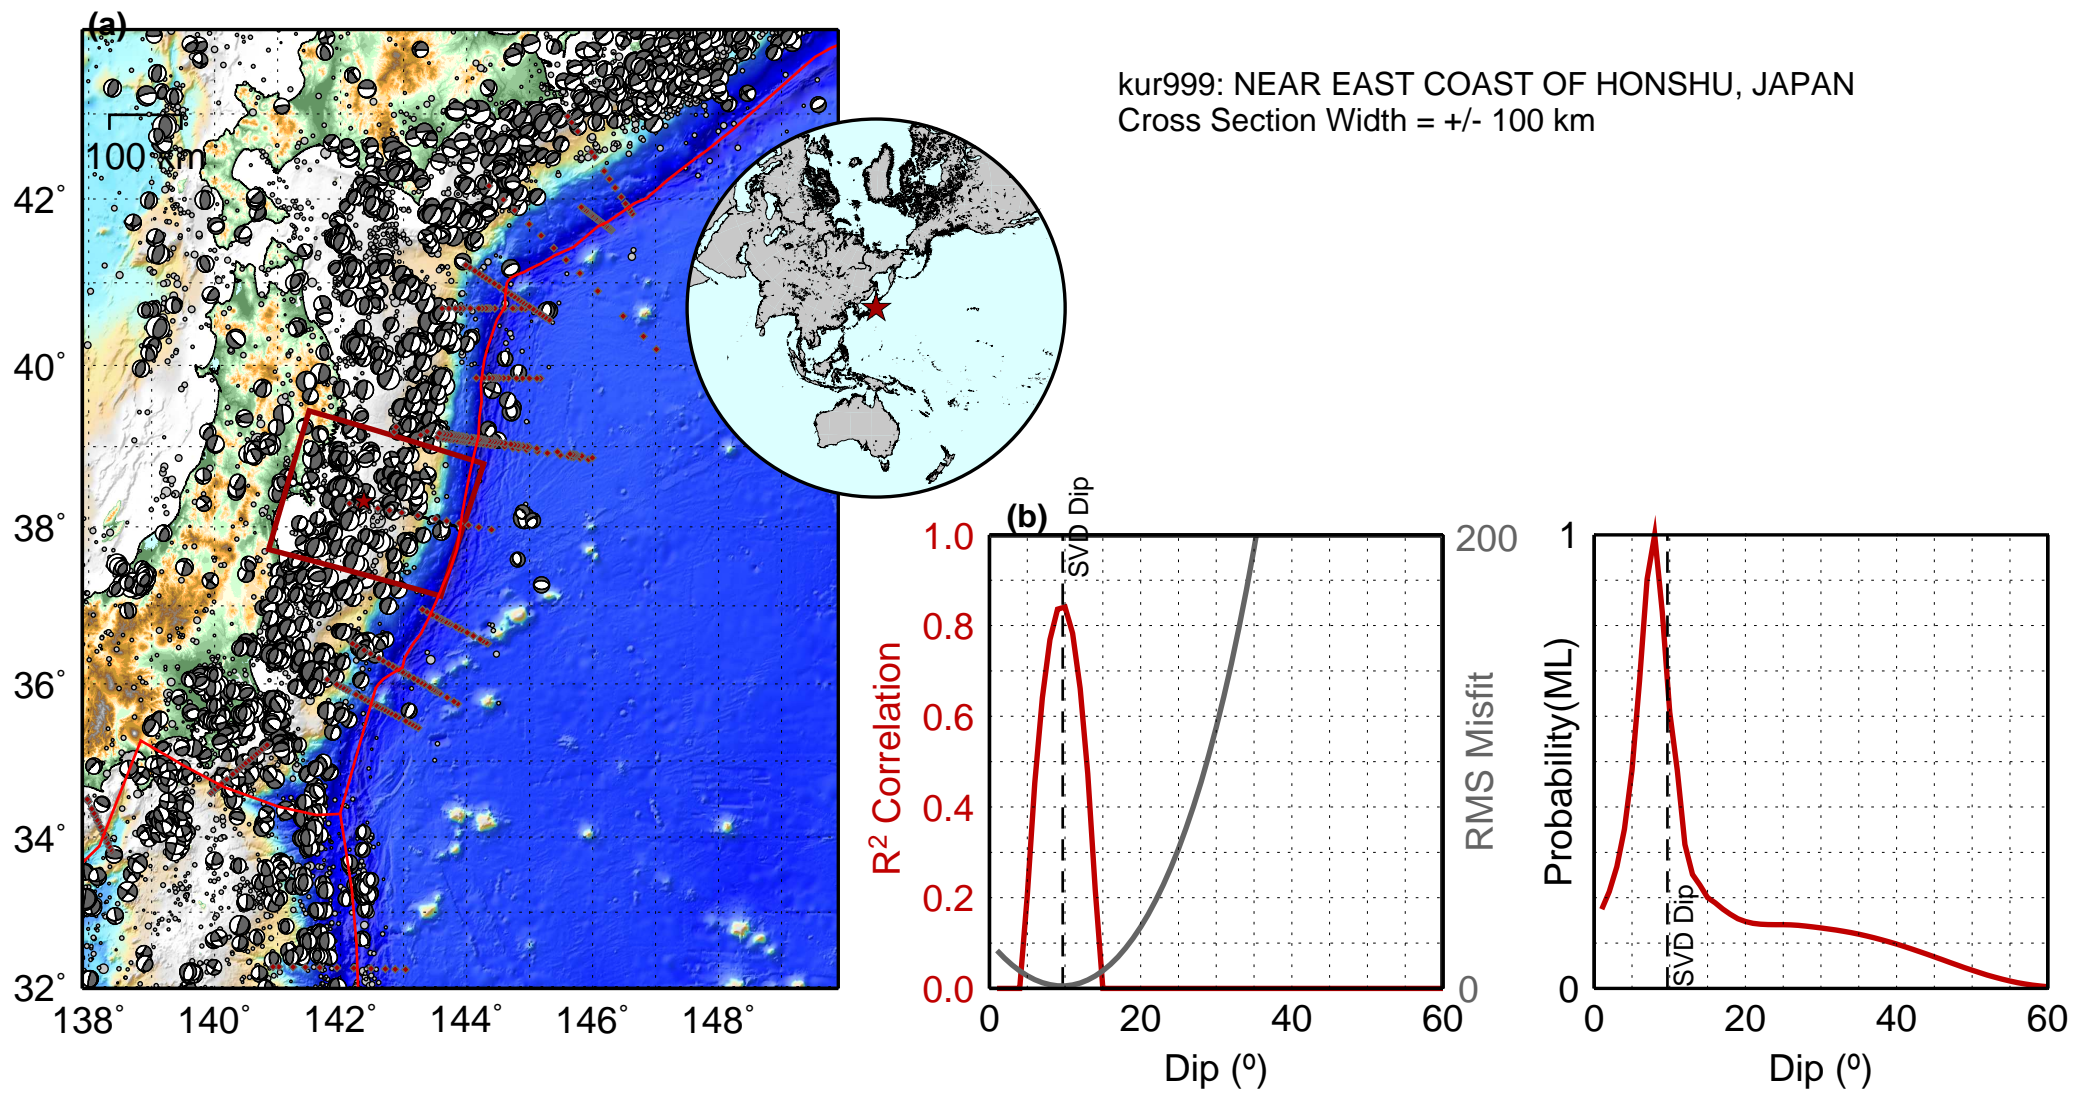 (a)
kur999: NEAR EAST COAST OF HONSHU, JAPAN
Cross Section Width = +/- 100 km
100 km
42°
40°
38°
36°
34°
32°
138° 140° 142° 144° 146° 148°
(b)
SVD Dip
1.0
0.8
0.6
0.4
0.2
0.0
R² Correlation
200
0
RMS Misfit
0 20 40 60
Dip (º)
1
0
Probability(ML)
SVD Dip
0 20 40 60
Dip (º)